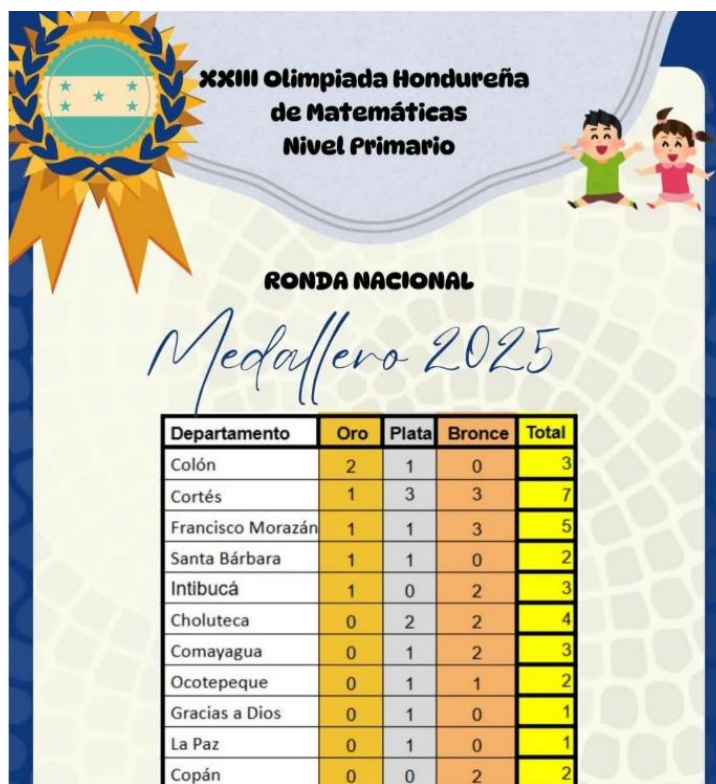 XXIII Olimpiada Hondureña
de Matemáticas
Nivel Primario
RONDA NACIONAL
Medallero 2025
Departamento Oro Plata Bronce Total
Colón 2 1 0 3
Cortés 1 3 3 7
Francisco Morazán 1 1 3 5
Santa Bárbara 1 1 0 2
Intibucá 1 0 2 3
Choluteca 0 2 2 4
Comayagua 0 1 2 3
Ocotepeque 0 1 1 2
Gracias a Dios 0 1 0 1
La Paz 0 1 0 1
Copán 0 0 2 2